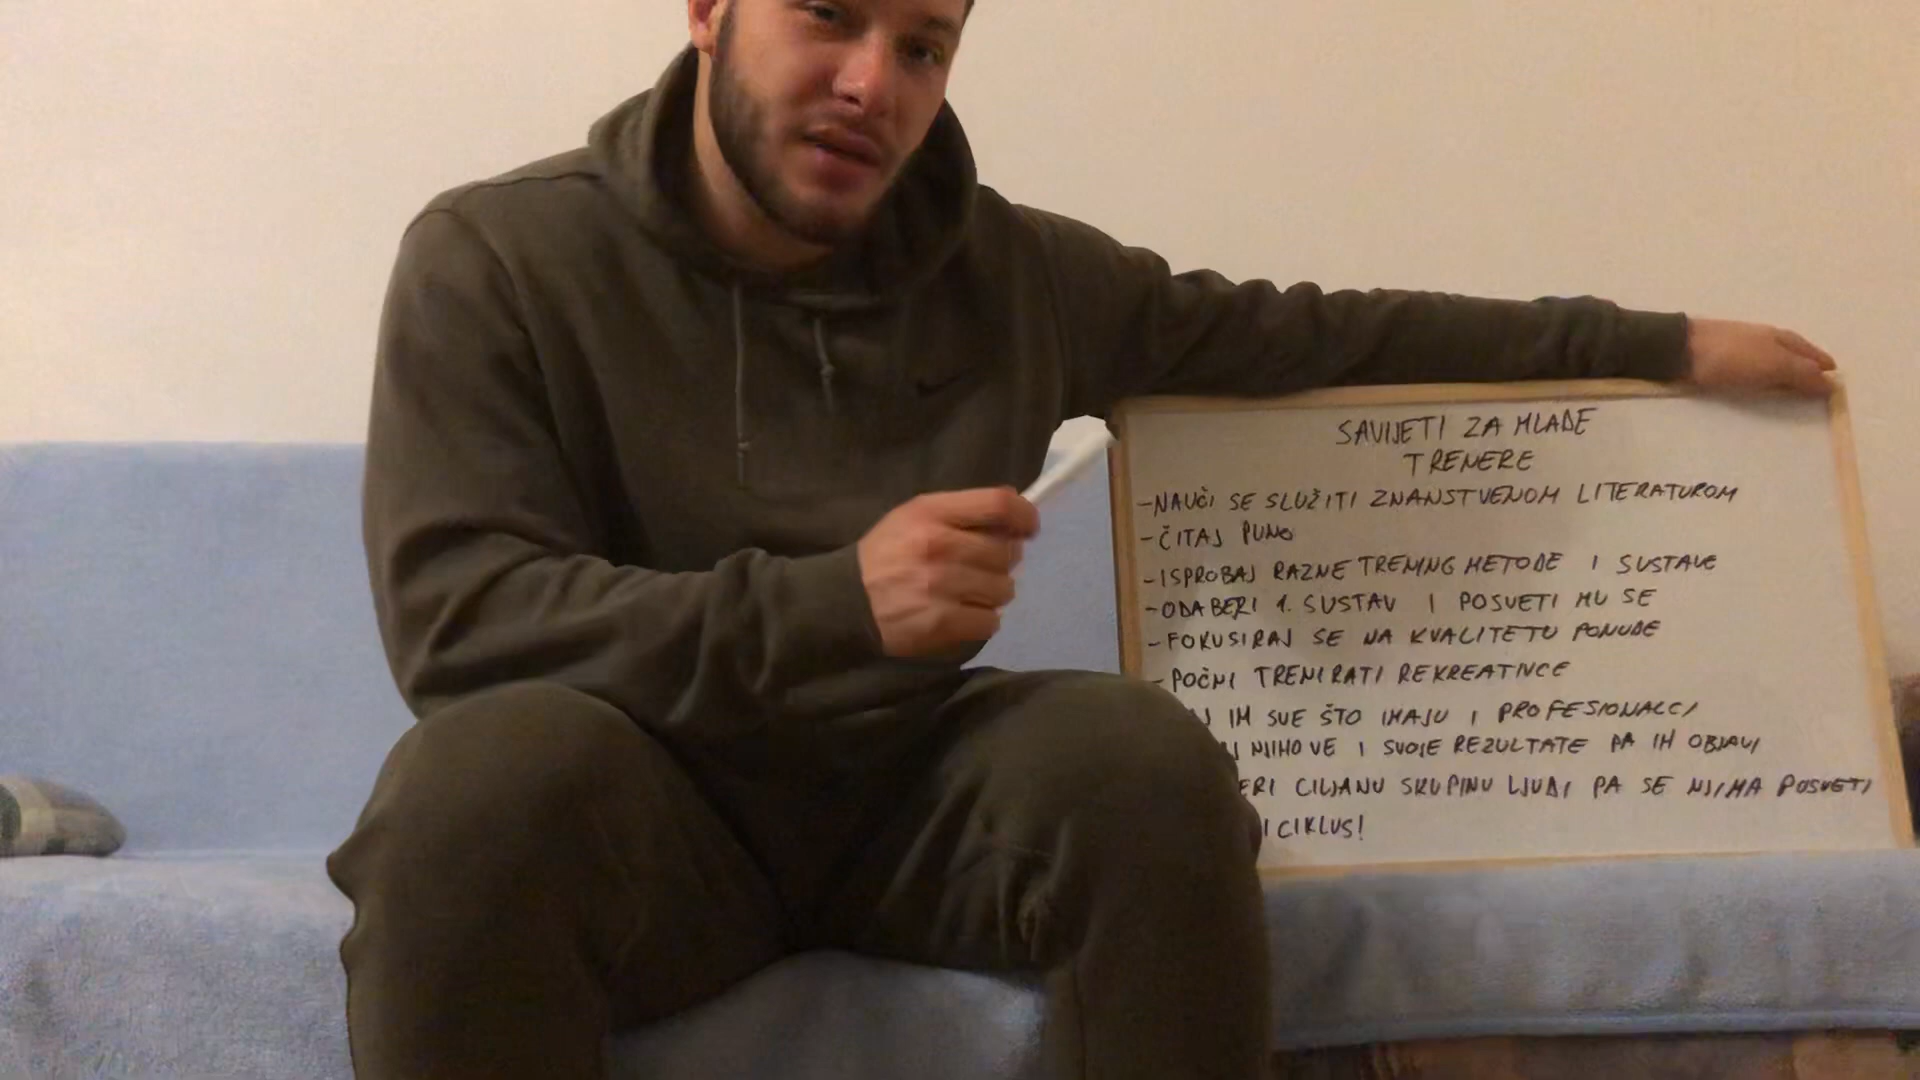 SAVIJETI ZA MLADE
TRENERE
-NAUČI SE SLUŽITI ZNANSTVENOM LITERATUROM
-ČITAJ PUNO
-ISPROBAJ RAZNE TRENING METODE I SUSTAVE
-ODABERI 1. SUSTAV I POSVETI MU SE
-FOKUSIRAJ SE NA KVALITETU PONUDE
-POČNI TRENIRATI REKREATIVCE
IM SVE ŠTO IMAJU I PROFESIONALCI
NJIHOVE I SVOJE REZULTATE PA IH OBJAVI
CILJANU SKUPINU LJUDI PA SE NJIMA POSVETI
CIKLUS!